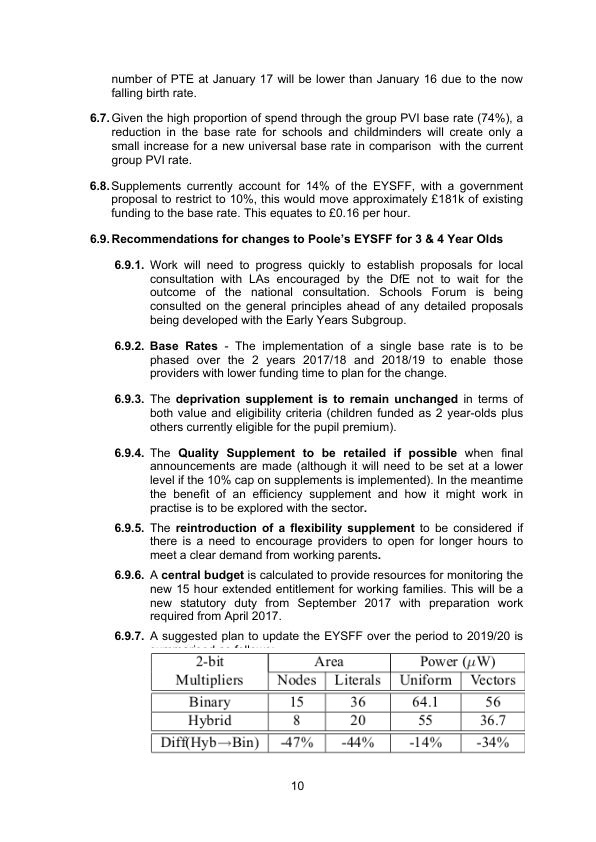 number of PTE at January 17 will be lower than January 16 due to the now
falling birth rate.
6.7. Given the high proportion of spend through the group PVI base rate (74%), a
reduction in the base rate for schools and childminders will create only a
small increase for a new universal base rate in comparison with the current
group PVI rate.
6.8. Supplements currently account for 14% of the EYSFF, with a government
proposal to restrict to 10%, this would move approximately £181k of existing
funding to the base rate. This equates to £0.16 per hour.
6.9. Recommendations for changes to Poole's EYSFF for 3 & 4 Year Olds
6.9.1. Work will need to progress quickly to establish proposals for local
consultation with LAs encouraged by the DfE not to wait for the
outcome of the national consultation. Schools Forum is being
consulted on the general principles ahead of any detailed proposals
being developed with the Early Years Subgroup.
6.9.2. Base Rates - The implementation of a single base rate is to be
phased over the 2 years 2017/18 and 2018/19 to enable those
providers with lower funding time to plan for the change.
6.9.3. The deprivation supplement is to remain unchanged in terms of
both value and eligibility criteria (children funded as 2 year-olds plus
others currently eligible for the pupil premium).
6.9.4. The Quality Supplement to be retailed if possible when final
announcements are made (although it will need to be set at a lower
level if the 10% cap on supplements is implemented). In the meantime
the benefit of an efficiency supplement and how it might work in
practise is to be explored with the sector.
6.9.5. The reintroduction of a flexibility supplement to be considered if
there is a need to encourage providers to open for longer hours to
meet a clear demand from working parents.
6.9.6. A central budget is calculated to provide resources for monitoring the
new 15 hour extended entitlement for working families. This will be a
new statutory duty from September 2017 with preparation work
required from April 2017.
6.9.7. A suggested plan to update the EYSFF over the period to 2019/20 is
2-bit Area Power (μW)
Multipliers Nodes Literals Uniform Vectors
Binary 15 36 64.1 56
Hybrid 8 20 55 36.7
Diff(Hyb→Bin) -47% -44% -14% -34%
10